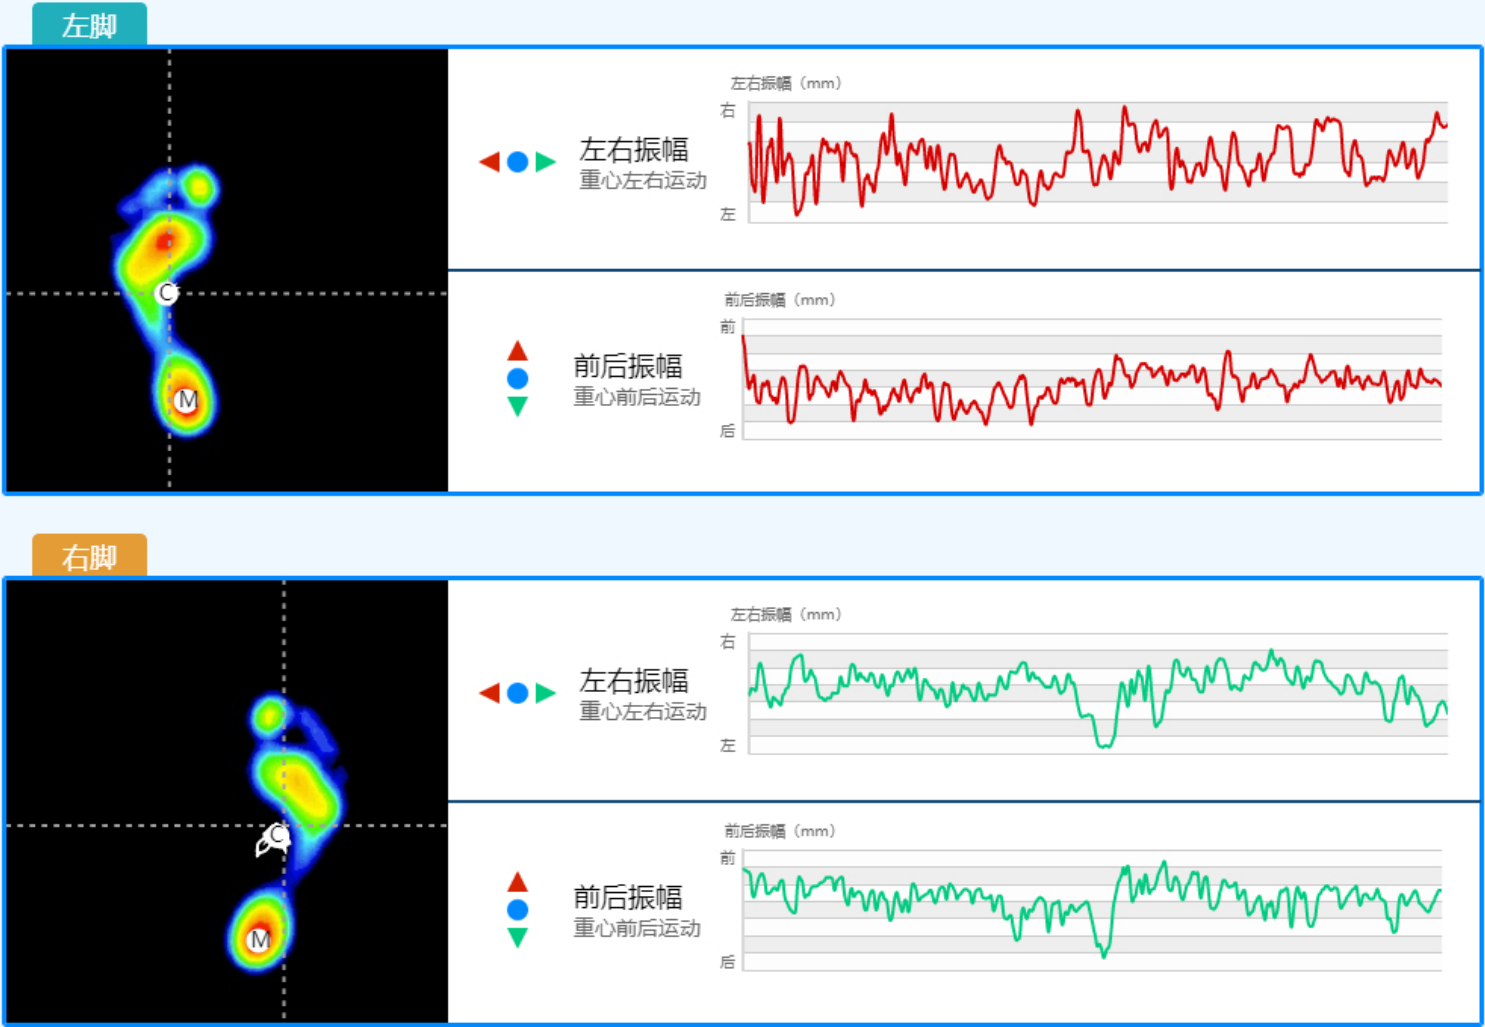 左脚
左右振幅（mm）
右
左右振幅
重心左右运动
左
C
M
前后振幅（mm）
前
前后振幅
重心前后运动
后
右脚
左右振幅（mm）
右
左右振幅
重心左右运动
左
C
M
前后振幅（mm）
前
前后振幅
重心前后运动
后